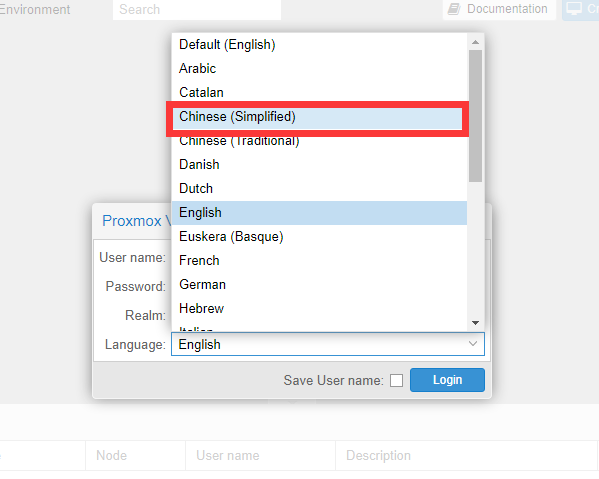 Environment
Search
Documentation
Default (English)
Arabic
Catalan
Chinese (Simplified)
Chinese (Traditional)
Danish
Dutch
English
Euskera (Basque)
French
German
Hebrew
Italian
Proxmox
User name:
Password:
Realm:
Language:
English
Save User name:
Login
Node
User name
Description